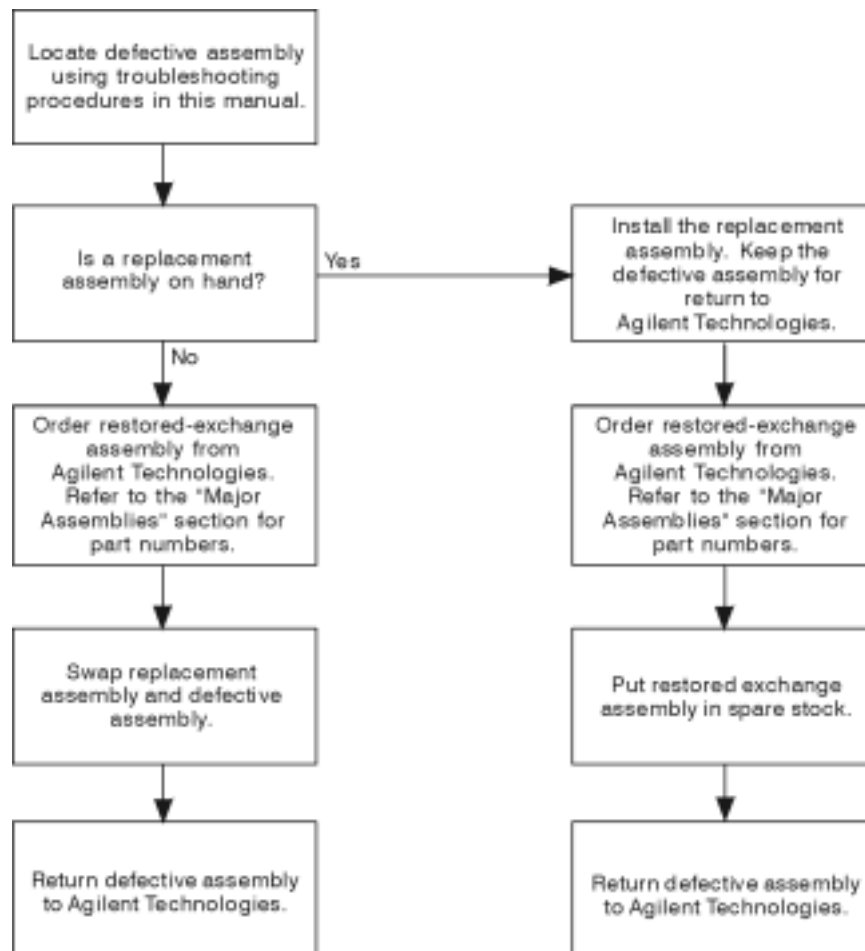 Locate defective assembly
using troubleshooting
procedures in this manual.
Is a replacement
assembly on hand?
Yes
Install the replacement
assembly. Keep the
defective assembly for
return to
Agilent Technologies.
No
Order restored-exchange
assembly from
Agilent Technologies.
Refer to the "Major
Assemblies" section for
part numbers.
Order restored-exchange
assembly from
Agilent Technologies.
Refer to the "Major
Assemblies" section for
part numbers.
Swap replacement
assembly and defective
assembly.
Put restored exchange
assembly in spare stock.
Return defective assembly
to Agilent Technologies.
Return defective assembly
to Agilent Technologies.